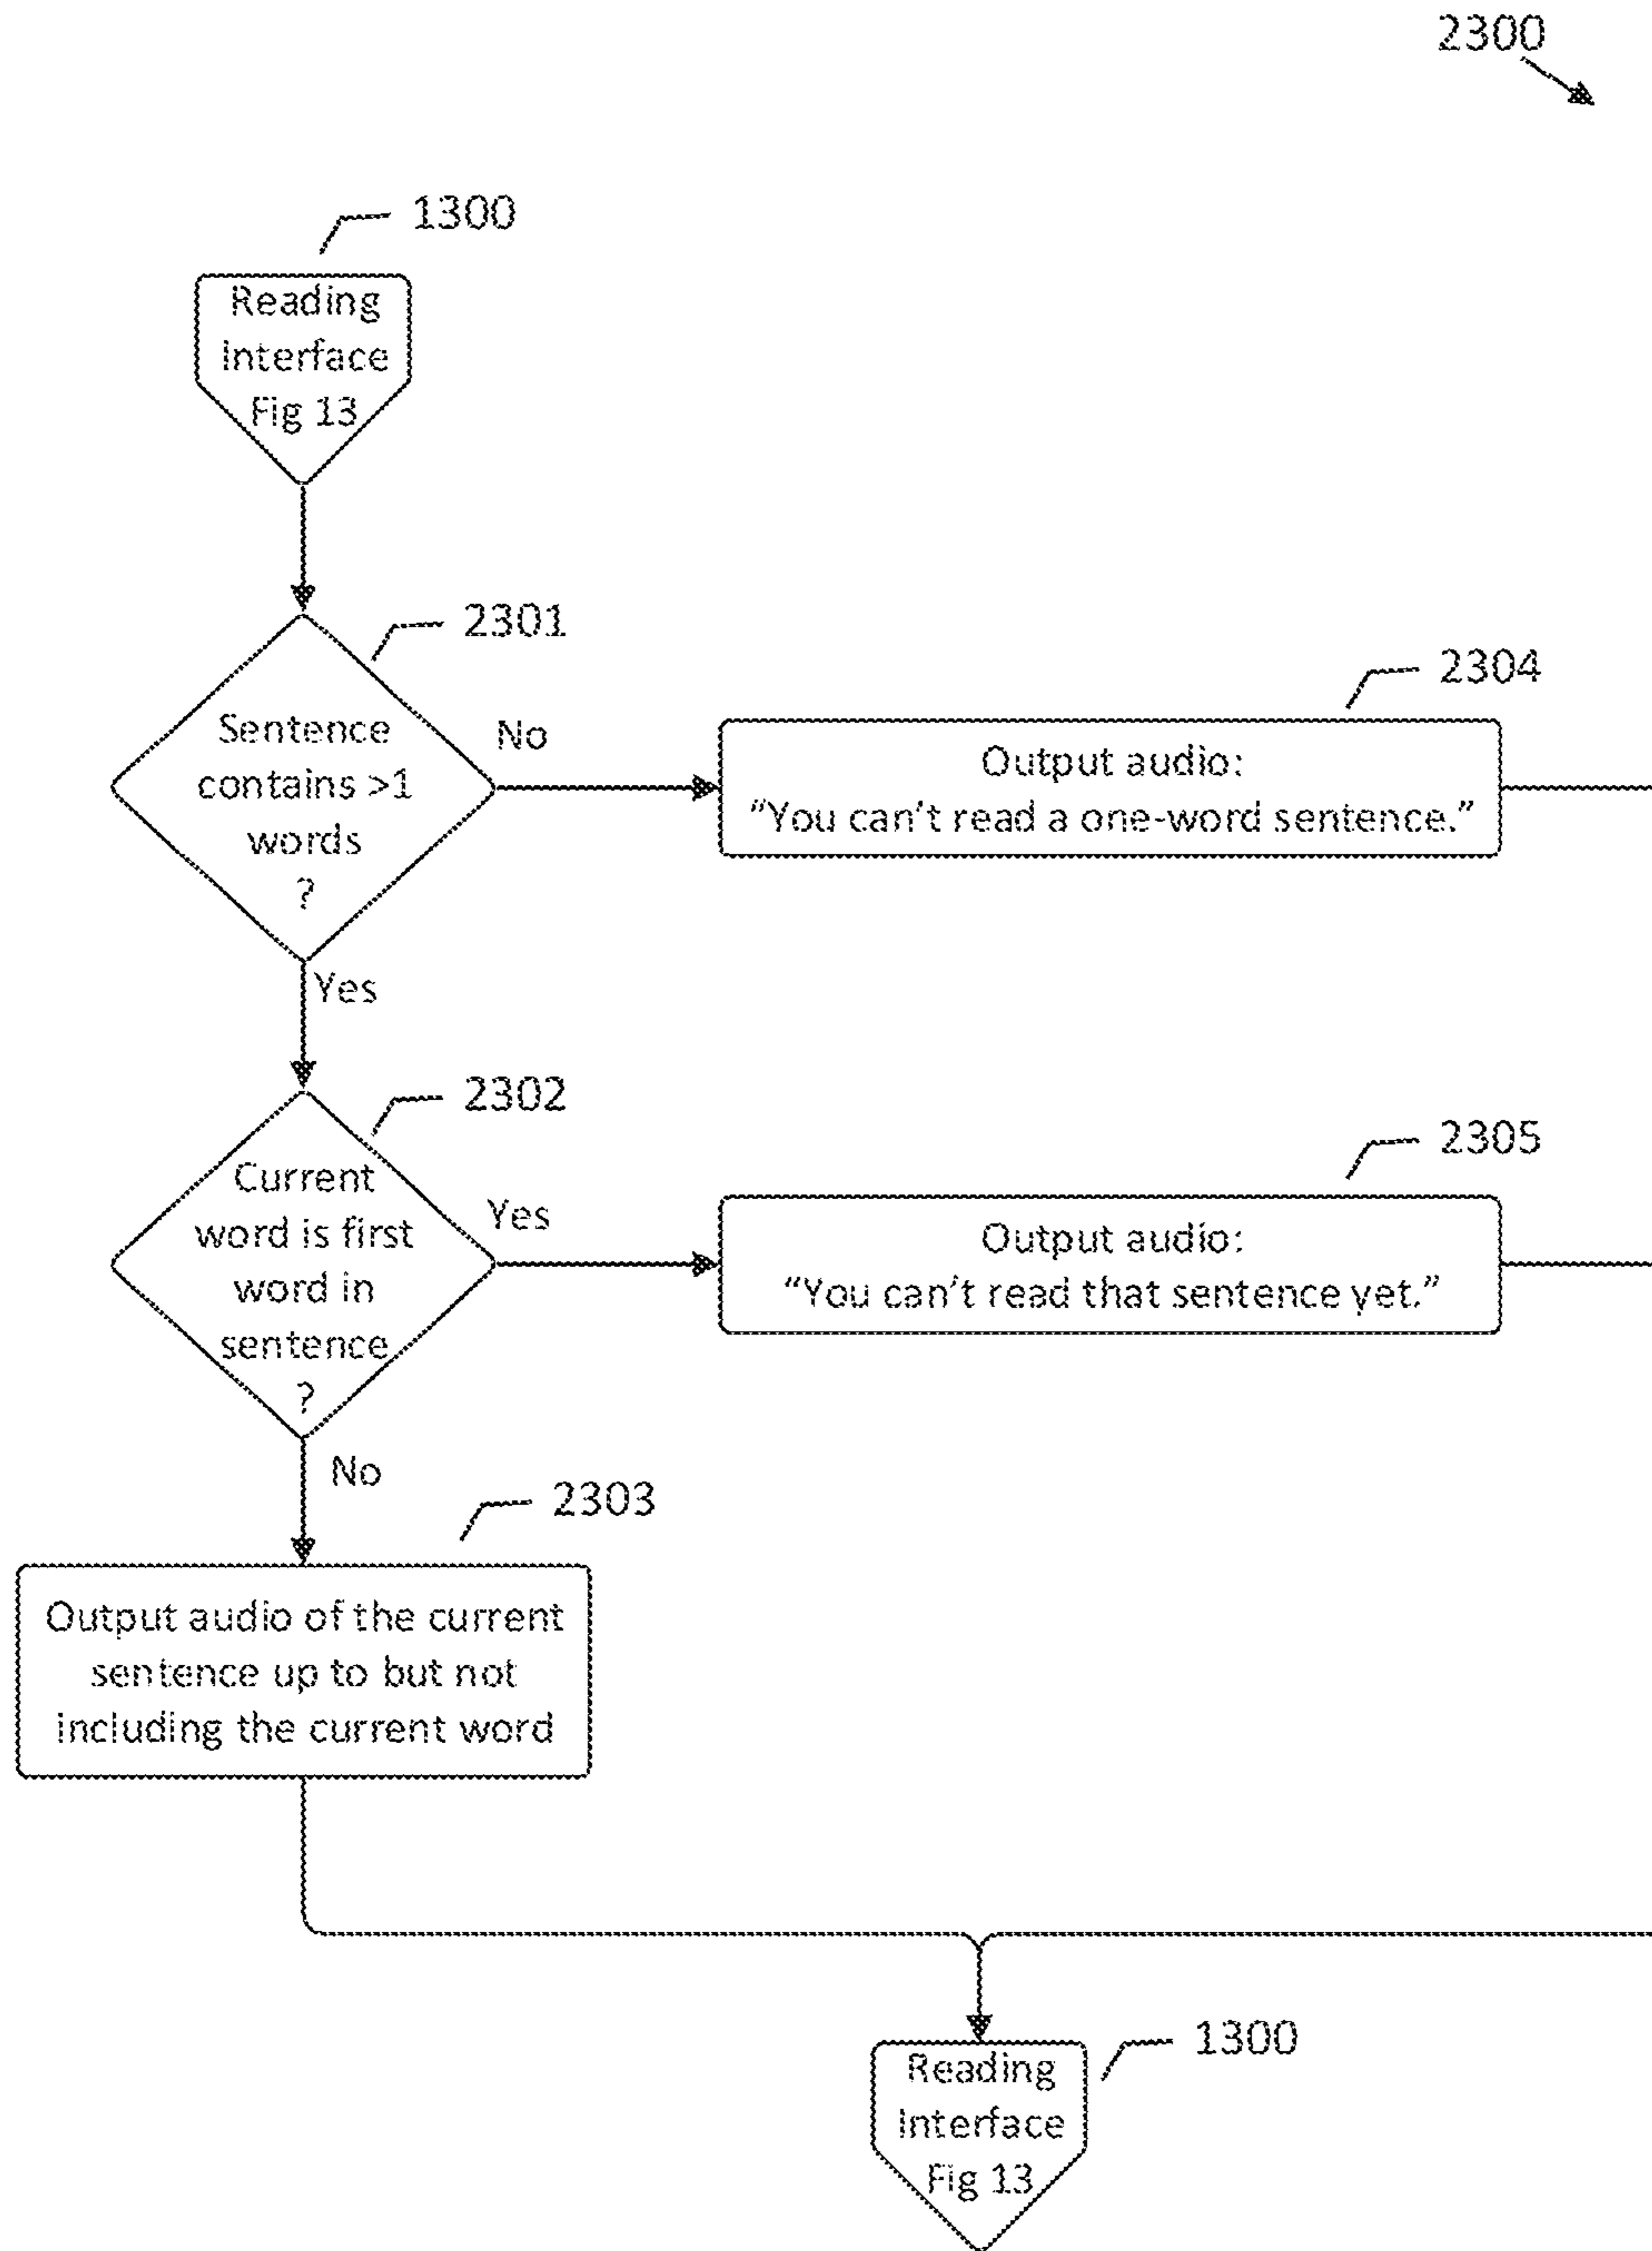 2300
1300
Reading
Interface
Fig 13
2301
Sentence
contains >1
words
?
No
2304
Output audio:
“You can’t read a one-word sentence.”
Yes
2302
Current
word is first
word in
sentence
?
Yes
2305
Output audio:
“You can’t read that sentence yet.”
No
2303
Output audio of the current
sentence up to but not
including the current word
1300
Reading
Interface
Fig 13